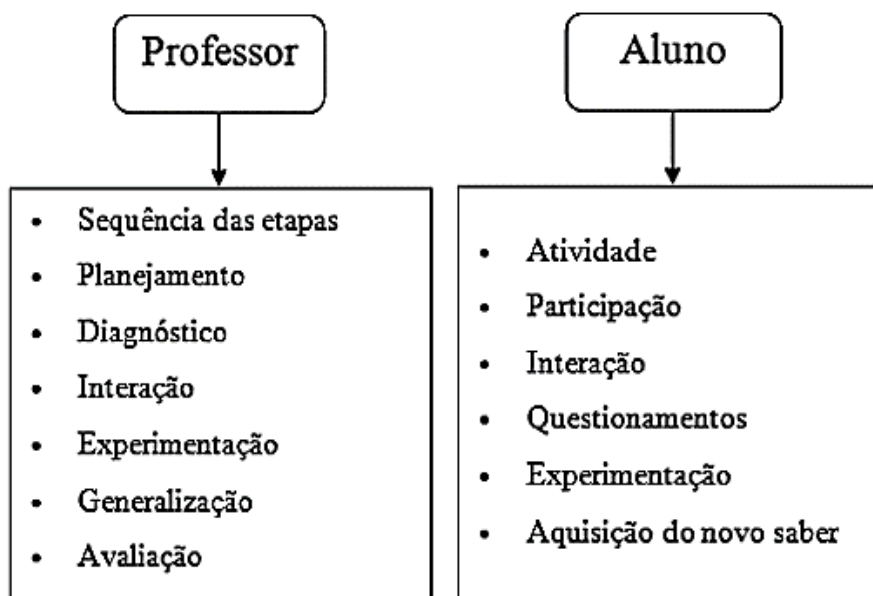 Professor
• Sequência das etapas
• Planejamento
• Diagnóstico
• Interação
• Experimentação
• Generalização
• Avaliação
Aluno
• Atividade
• Participação
• Interação
• Questionamentos
• Experimentação
• Aquisição do novo saber